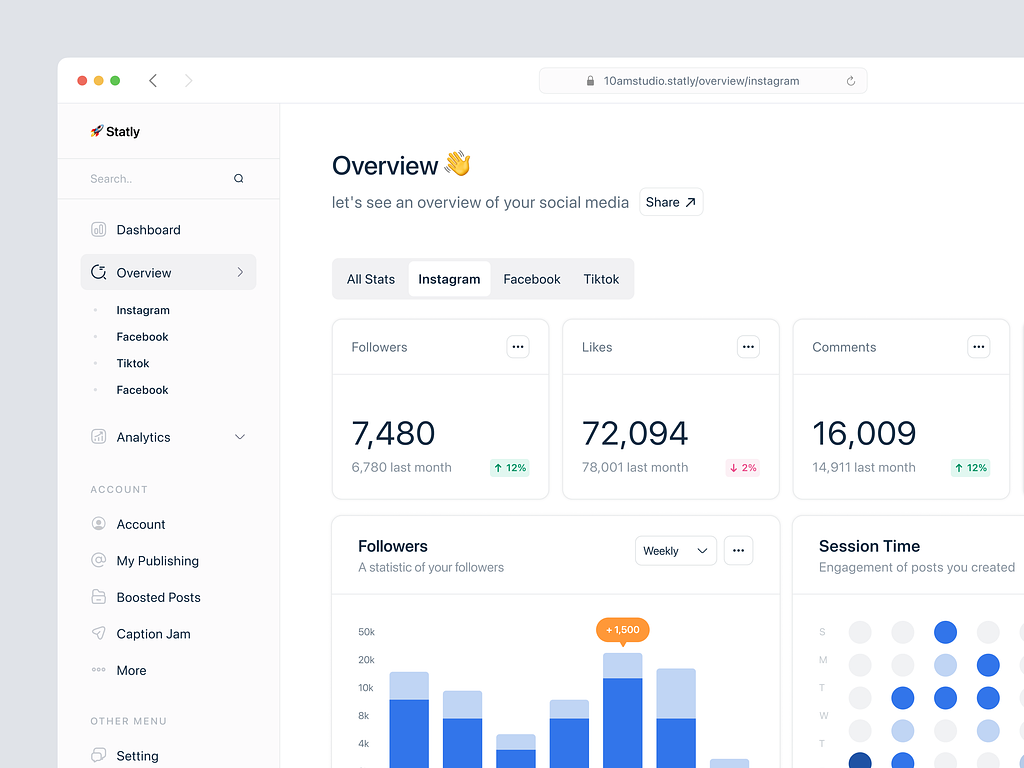 10amstudio.statly/overview/instagram
🚀 Statly
Search..
Dashboard
Overview
Instagram
Facebook
Tiktok
Facebook
Analytics
ACCOUNT
Account
My Publishing
Boosted Posts
Caption Jam
More
OTHER MENU
Setting
Overview 👋
let's see an overview of your social media
Share
All Stats Instagram Facebook Tiktok
Followers
7,480
6,780 last month
↑ 12%
Likes
72,094
78,001 last month
↓ 2%
Comments
16,009
14,911 last month
↑ 12%
Followers
A statistic of your followers
Weekly
+ 1,500
50k
20k
10k
8k
4k
Session Time
Engagement of posts you created
S
M
T
W
T